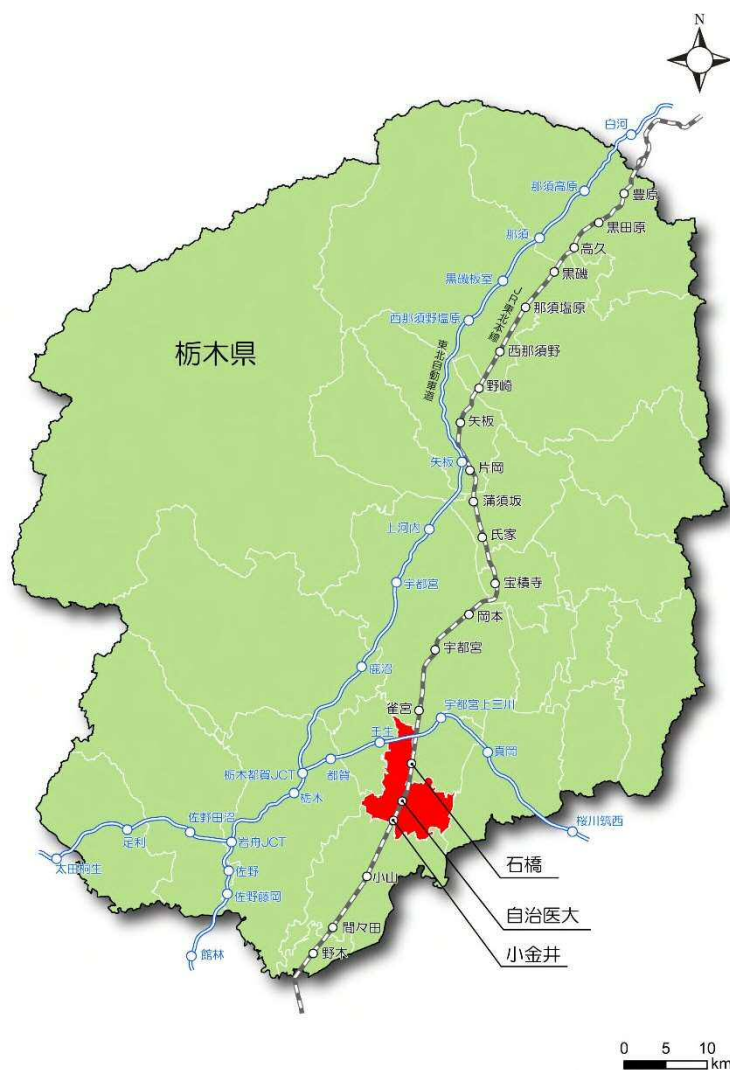 N
白河
那須高原
豊原
黒田原
那須
高久
黒磯
黒磯板室
那須塩原
西那須野塩原
JR東北本線
栃木県
東北自動車道
西那須野
野崎
矢板
矢板
片岡
蒲須坂
上河内
氏家
宇都宮
宝積寺
岡本
宇都宮
鹿沼
雀宮
宇都宮上三川
壬生
真岡
栃木都賀JCT
都賀
栃木
佐野田沼
足利
岩舟JCT
桜川筑西
太田桐生
石橋
佐野
小山
佐野藤岡
自治医大
間々田
館林
野木
小金井
0 5 10
km